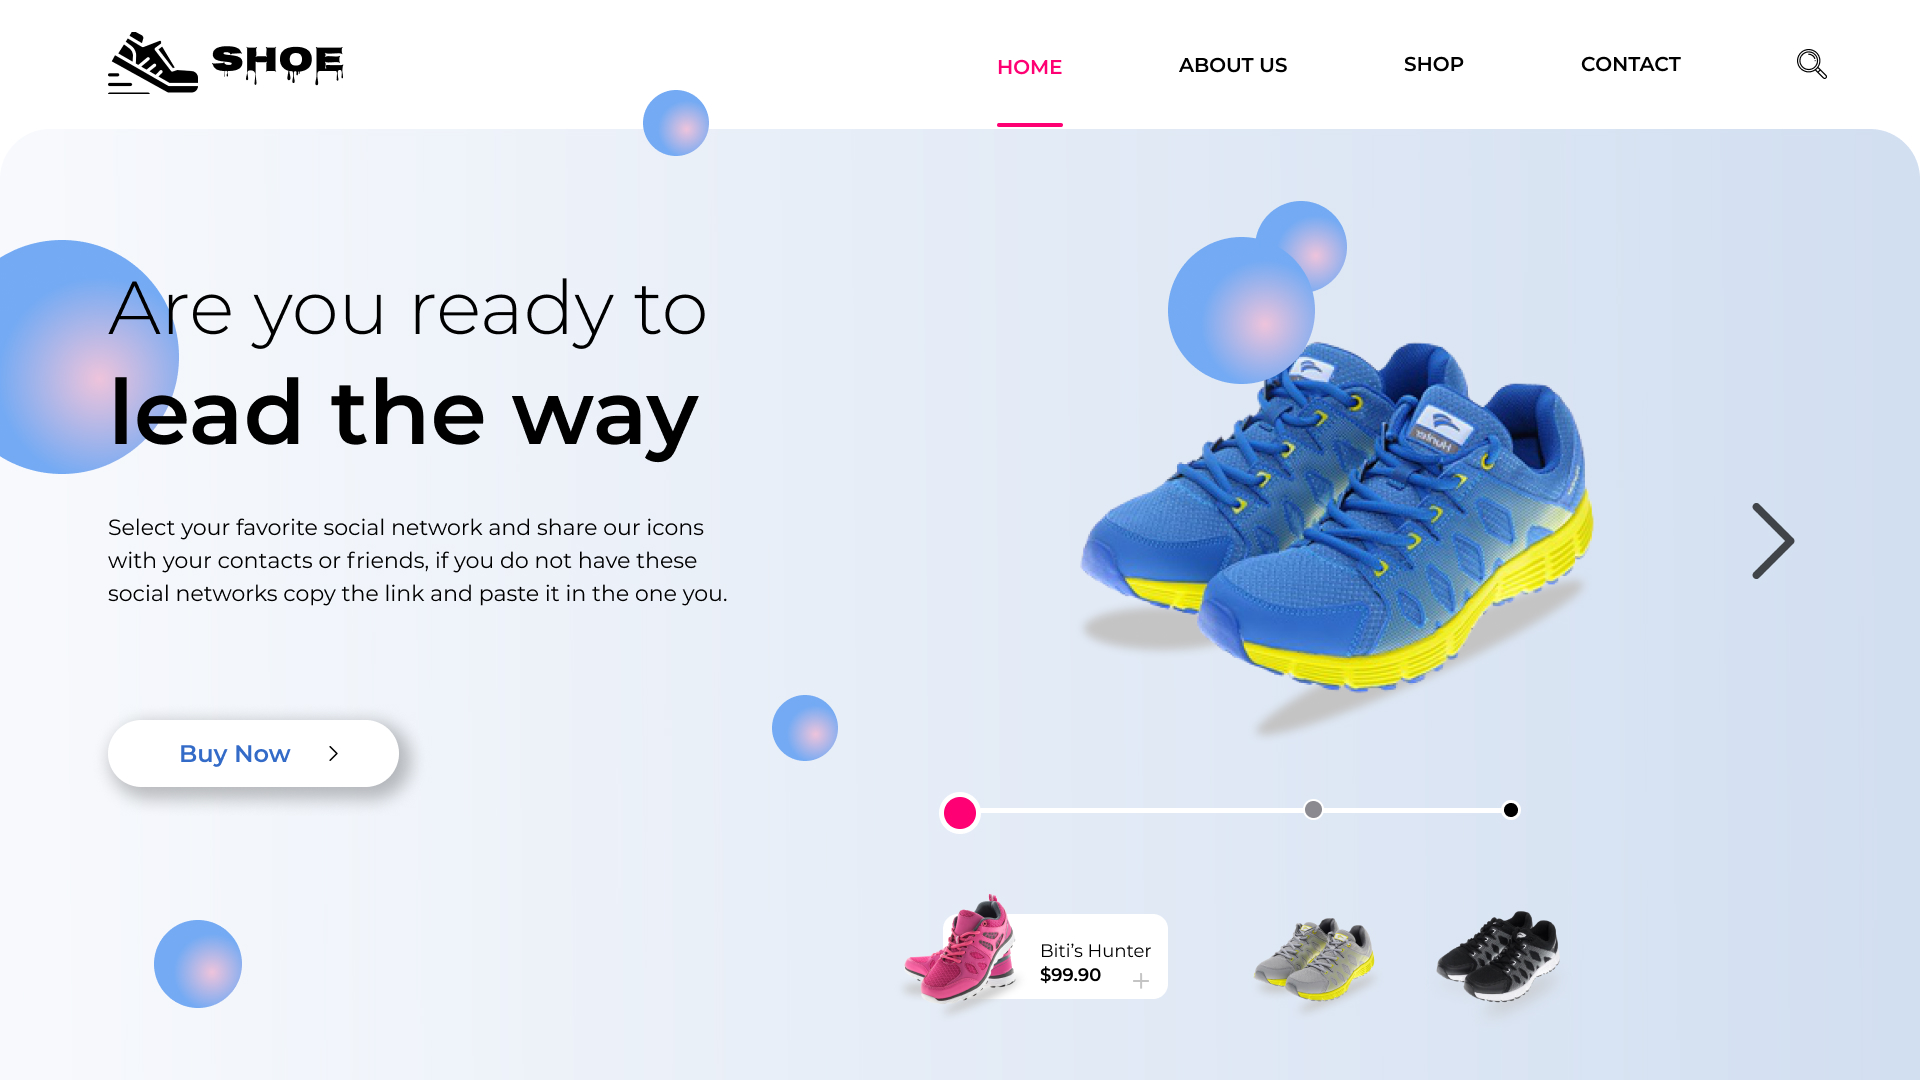 SHOE
HOME
ABOUT US
SHOP
CONTACT
Are you ready to
lead the way
Select your favorite social network and share our icons
with your contacts or friends, if you do not have these
social networks copy the link and paste it in the one you.
Hunter
Buy Now
Biti’s Hunter
$99.90